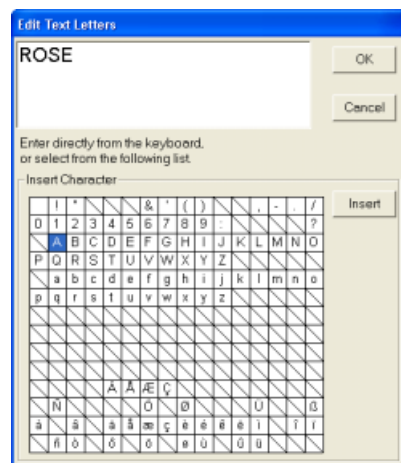 Edit Text Letters
ROSE
OK
Cancel
Enter directly from the keyboard,
or select from the following list.
Insert Character
Insert
! " & ' ( ) , - . /
0 1 2 3 4 5 6 7 8 9 : ?
A B C D E F G H I J K L M N O
P Q R S T U V W X Y Z
a b c d e f g h i j k l m n o
p q r s t u v w x y z
Ä Å Æ Ç
Ñ Ö Ø Ü ß